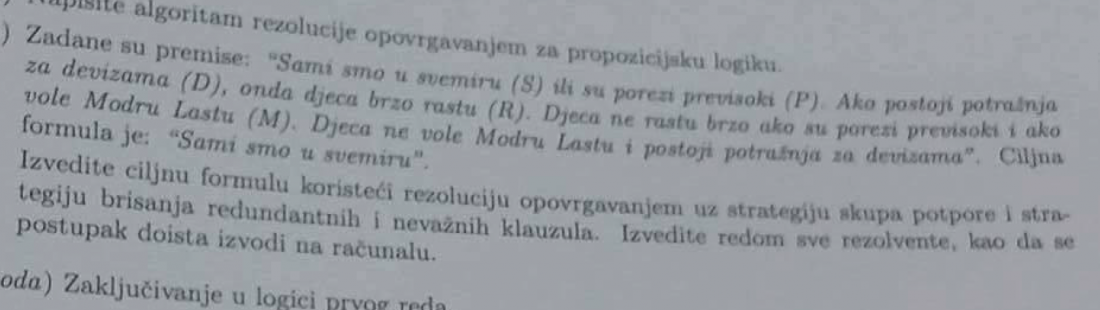 ) Napišite algoritam rezolucije opovrgavanjem za propozicijsku logiku.
) Zadane su premise: "Sami smo u svemiru (S) ili su porezi previsoki (P). Ako postoji potražnja
za devizama (D), onda djeca brzo rastu (R). Djeca ne rastu brzo ako su porezi previsoki i ako
vole Modru Lastu (M). Djeca ne vole Modru Lastu i postoji potražnja za devizama". Ciljna
formula je: "Sami smo u svemiru".
Izvedite ciljnu formulu koristeći rezoluciju opovrgavanjem uz strategiju skupa potpore i stra-
tegiju brisanja redundantnih i nevažnih klauzula. Izvedite redom sve rezolvente, kao da se
postupak doista izvodi na računalu.
oda) Zaključivanje u logici prvog reda